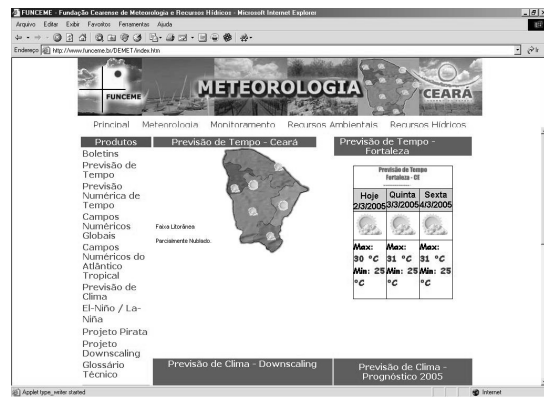 FUNCEME - Fundação Cearense de Meteorologia e Recursos Hídricos - Microsoft Internet Explorer
Arquivo Editar Exibir Favoritos Ferramentas Ajuda
Endereço http://www.funceme.br/DEMET/index.htm
Ir
FUNCEME
METEOROLOGIA
CEARÁ
Principal Meteorologia Monitoramento Recursos Ambientais Recursos Hídricos
Produtos
Boletins
Previsão de
Tempo
Previsão
Numérica de
Tempo
Campos
Numéricos
Globais
Campos
Numéricos do
Atlântico
Tropical
Previsão de
Clima
El-Niño / La-
Niña
Projeto Pirata
Projeto
Downscaling
Glossário
Técnico
Previsão de Tempo - Ceará
Faixa Litorânea
Parcialmente Nublado.
Previsão de Tempo -
Fortaleza
Previsão de Tempo
Fortaleza - CE
Hoje Quinta Sexta
2/3/2005 3/3/2005 4/3/2005
Max: Max: Max:
30 °C 31 °C 31 °C
Min: 25 Min: 25 Min: 25
°C °C °C
Previsão de Clima - Downscaling
Previsão de Clima -
Prognóstico 2005
Applet type_writer started
Internet